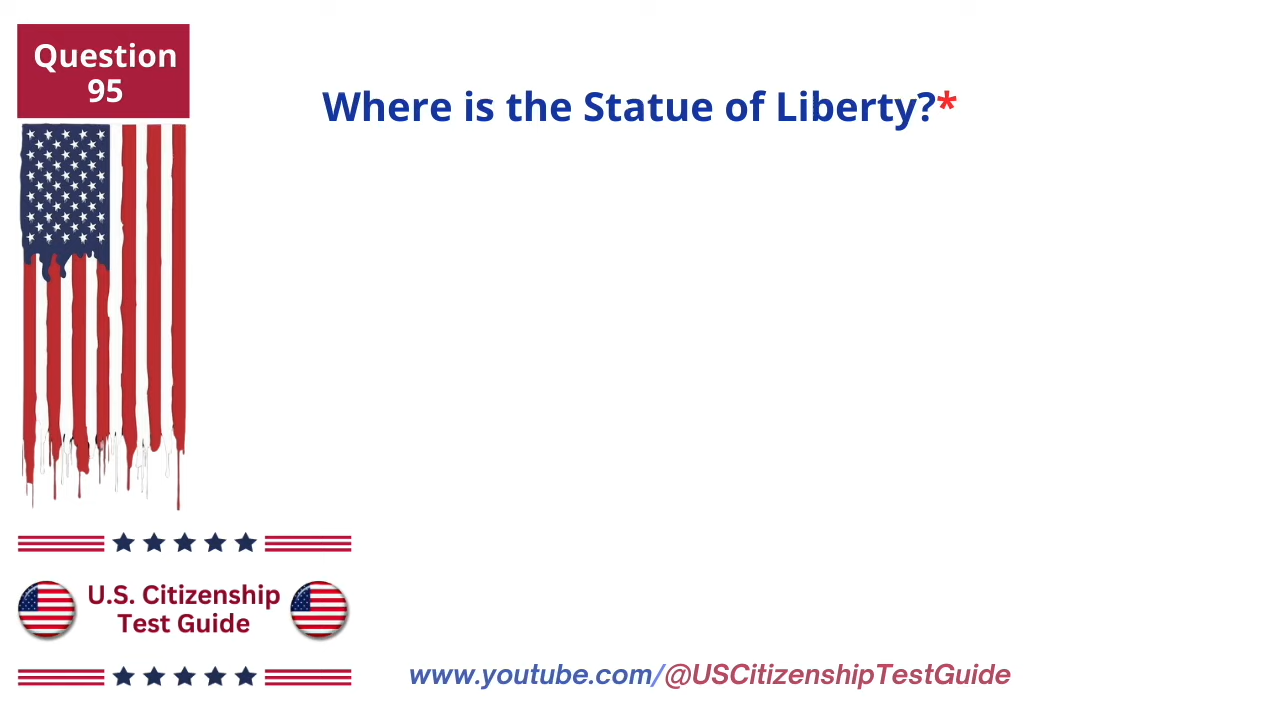 Question
95
Where is the Statue of Liberty?*
U.S. Citizenship
Test Guide
www.youtube.com/@USCitizenshipTestGuide